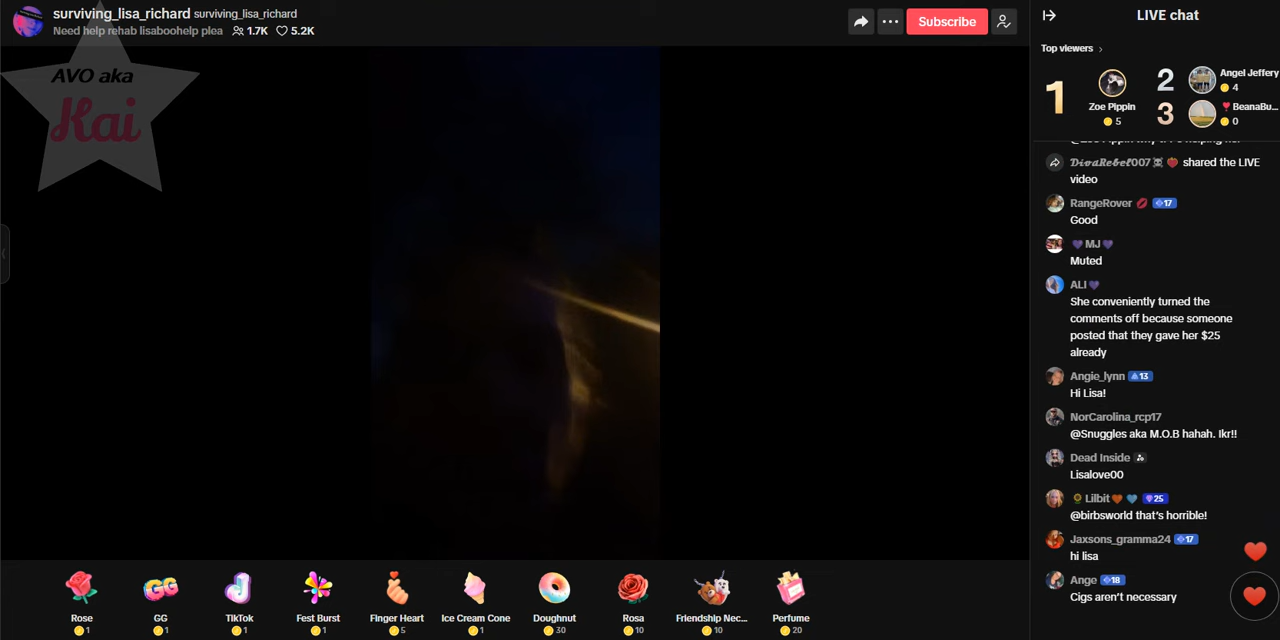 surviving_lisa_richard surviving_lisa_richard
Need help rehab lisaboohelp plea 1.7K 5.2K
Subscribe
AVO aka
Kai
LIVE chat
Top viewers
1
Zoe Pippin
5
2
Angel Jeffery
4
3
BeanaBu...
0
𝓓𝓲𝓿𝓪𝓡𝓮𝓫𝓮𝓵007 shared the LIVE
video
RangeRover 17
Good
MJ
Muted
ALI
She conveniently turned the
comments off because someone
posted that they gave her $25
already
Angie_lynn 13
Hi Lisa!
NorCarolina_rcp17
@Snuggles aka M.O.B hahah. Ikr!!
Dead Inside
Lisalove00
Lilbit 25
@birbsworld that's horrible!
Jaxsons_gramma24 17
hi lisa
Ange 18
Cigs aren't necessary
Rose
1
GG
1
TikTok
1
Fest Burst
1
Finger Heart
5
Ice Cream Cone
1
Doughnut
30
Rosa
10
Friendship Nec...
10
Perfume
20